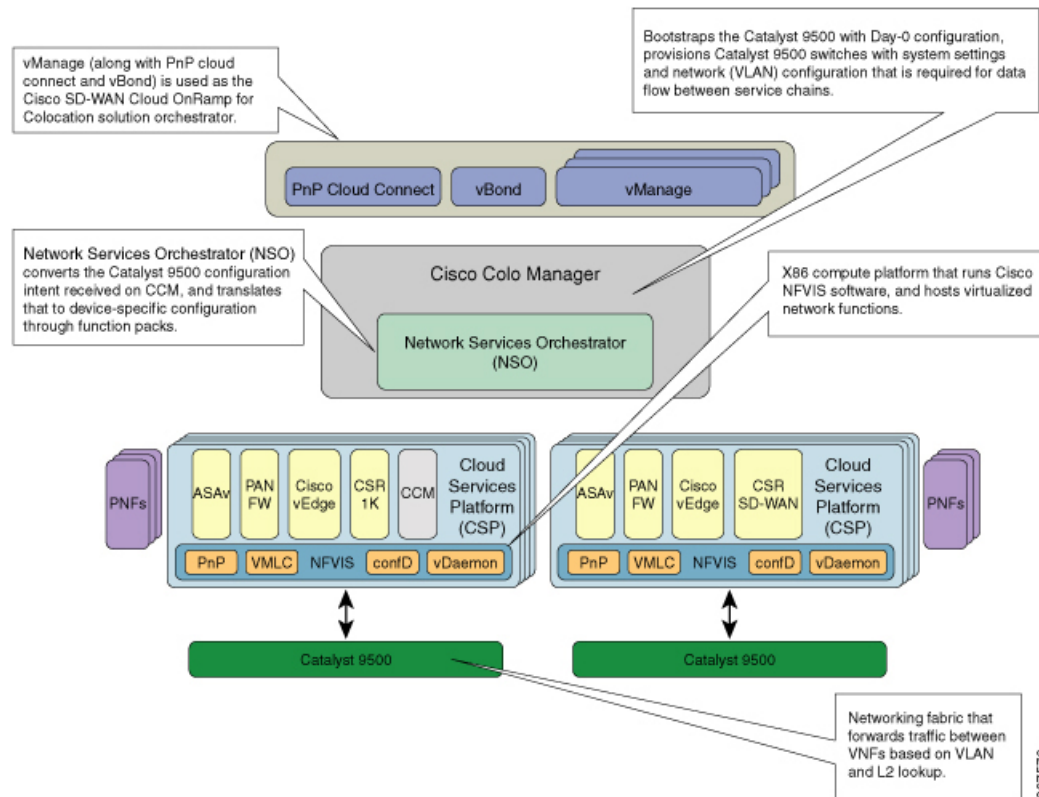 vManage (along with PnP cloud
connect and vBond) is used as the
Cisco SD-WAN Cloud OnRamp for
Colocation solution orchestrator.
Bootstraps the Catalyst 9500 with Day-0 configuration,
provisions Catalyst 9500 switches with system settings
and network (VLAN) configuration that is required for data
flow between service chains.
PnP Cloud Connect
vBond
vManage
Network Services Orchestrator (NSO)
converts the Catalyst 9500 configuration
intent received on CCM, and translates
that to device-specific configuration
through function packs.
Cisco Colo Manager
Network Services Orchestrator
(NSO)
X86 compute platform that runs Cisco
NFVIS software, and hosts virtualized
network functions.
PNFs
ASAv
PAN
FW
Cisco
vEdge
CSR
1K
CCM
Cloud
Services
Platform
(CSP)
PnP
VMLC
NFVIS
confD
vDaemon
ASAv
PAN
FW
Cisco
vEdge
CSR
SD-WAN
Cloud
Services
Platform
(CSP)
PnP
VMLC
NFVIS
confD
vDaemon
PNFs
Catalyst 9500
Catalyst 9500
Networking fabric that
forwards traffic between
VNFs based on VLAN
and L2 lookup.